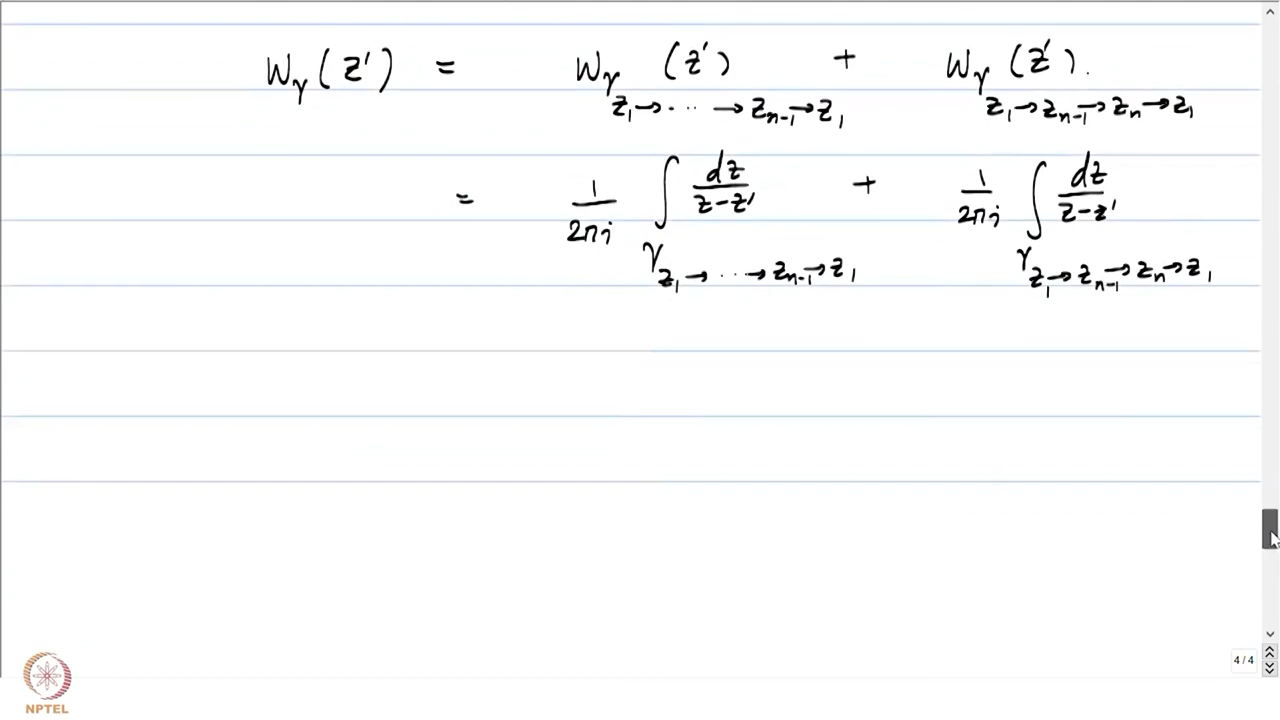 W_γ (z') = W_γ_{z_1→⋯→z_{n-1}→z_1} (z') + W_γ_{z_1→z_{n-1}→z_n→z_1} (z').
= 1/2πi ∫_{γ_{z_1→⋯→z_{n-1}→z_1}} dz/z-z' + 1/2πi ∫_{γ_{z_1→z_{n-1}→z_n→z_1}} dz/z-z'
4 / 4
NPTEL